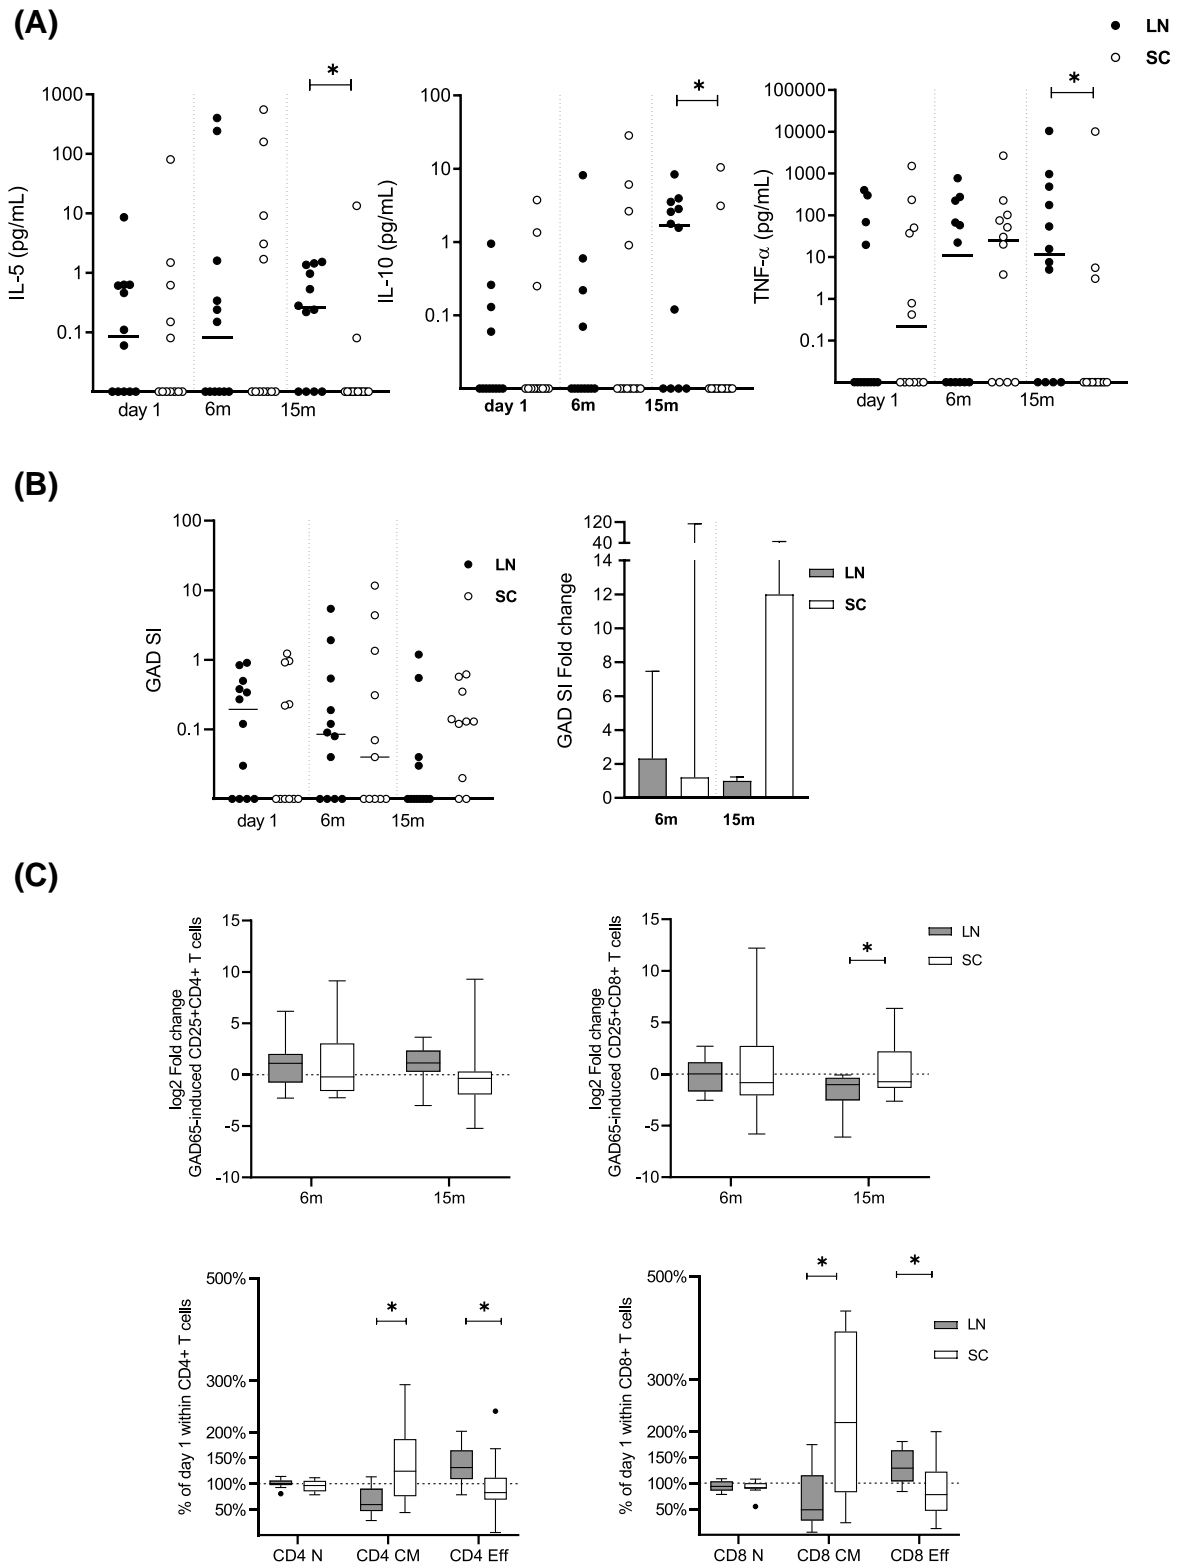 (A)
LN
SC
*
*
*
IL-5 (pg/mL)
1000
100
10
1
0.1
day 1
6m
15m
IL-10 (pg/mL)
100
10
1
0.1
day 1
6m
15m
TNF-α (pg/mL)
100000
10000
1000
100
10
1
0.1
day 1
6m
15m
(B)
GAD SI
100
10
1
0.1
day 1
6m
15m
LN
SC
GAD SI Fold change
120
40
14
12
10
8
6
4
2
0
6m
15m
LN
SC
(C)
log2 Fold change
GAD65-induced CD25+CD4+ T cells
15
10
5
0
-5
-10
6m
15m
log2 Fold change
GAD65-induced CD25+CD8+ T cells
15
10
5
0
-5
-10
*
6m
15m
LN
SC
% of day 1 within CD4+ T cells
500%
300%
200%
150%
100%
50%
*
*
CD4 N
CD4 CM
CD4 Eff
% of day 1 within CD8+ T cells
500%
300%
200%
150%
100%
50%
*
*
CD8 N
CD8 CM
CD8 Eff
LN
SC